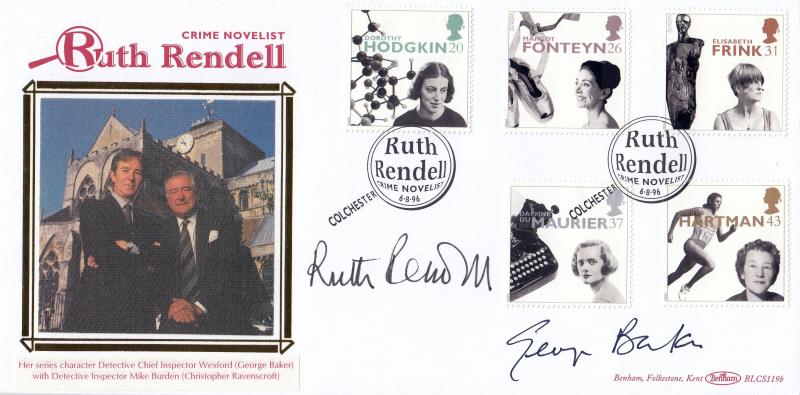 CRIME NOVELIST
Ruth Rendell
Her series character Detective Chief Inspector Wexford (George Baker)
with Detective Inspector Mike Burden (Christopher Ravenscroft)
DOROTHY
HODGKIN 20
MARGOT
FONTEYN 26
ELISABETH
FRINK 31
Ruth
Rendell
CRIME NOVELIST
6·8·96
COLCHESTER
Ruth
Rendell
CRIME NOVELIST
6·8·96
COLCHESTER
DAPHNE
DU
MAURIER 37
HARTMAN 43
Ruth Rendell
George Baker
Benham, Folkestone, Kent Benham BLCS119b